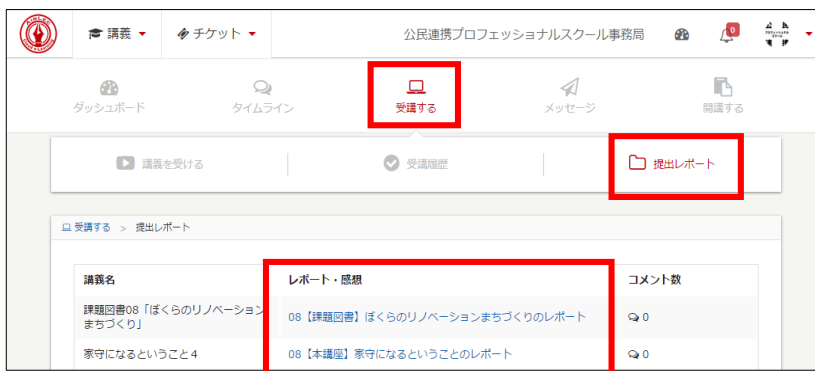 講義 チケット 公民連携プロフェッショナルスクール事務局 0
ダッシュボード タイムライン 受講する メッセージ 開講する
講義を受ける 受講履歴 提出レポート
受講する > 提出レポート
講義名 レポート・感想 コメント数
課題図書08「ぼくらのリノベーション
まちづくり」 08【課題図書】ぼくらのリノベーションまちづくりのレポート 0
家守になるということ4 08【本講座】家守になるということのレポート 0